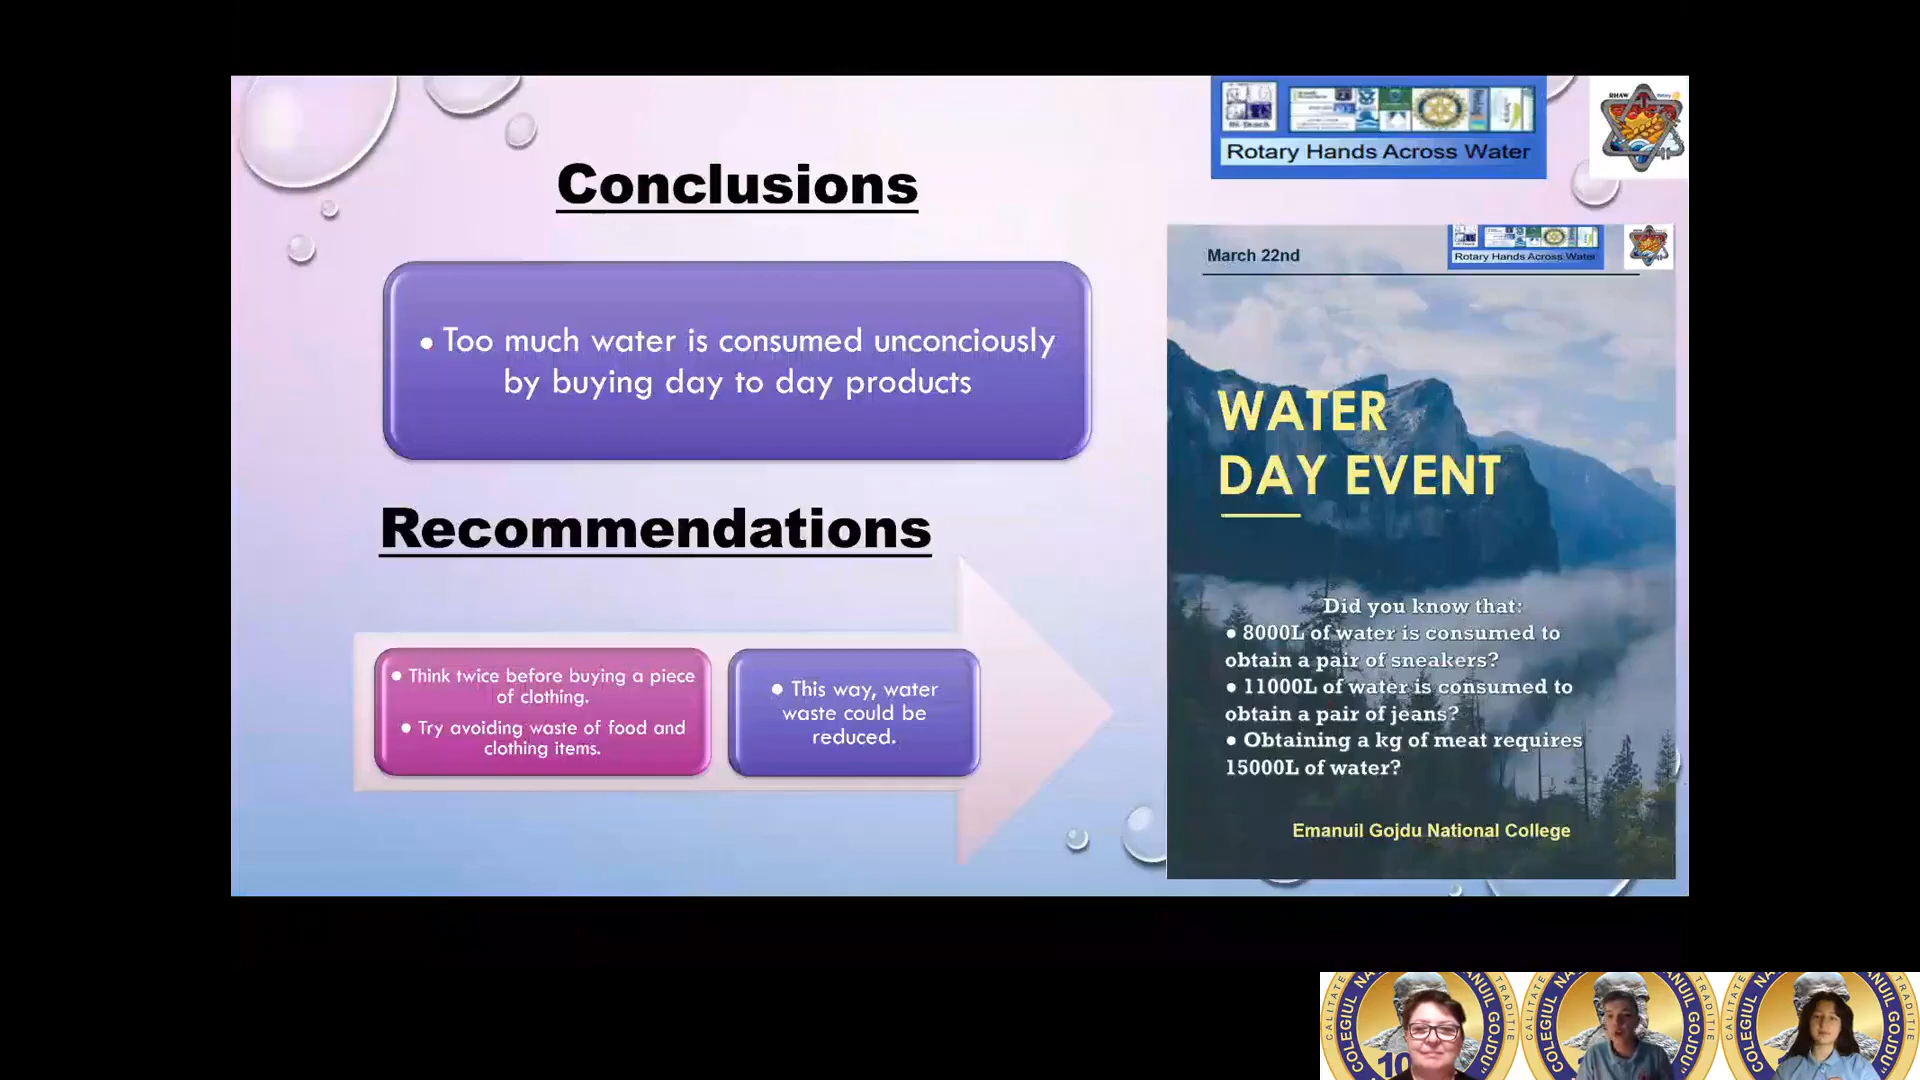 Rotary Hands Across Water
Conclusions
• Too much water is consumed unconciously
by buying day to day products
Recommendations
• Think twice before buying a piece
of clothing.
• Try avoiding waste of food and
clothing items.
• This way, water
waste could be
reduced.
March 22nd
Rotary Hands Across Water
WATER
DAY EVENT
Did you know that:
• 8000L of water is consumed to
obtain a pair of sneakers?
• 11000L of water is consumed to
obtain a pair of jeans?
• Obtaining a kg of meat requires
15000L of water?
Emanuil Gojdu National College